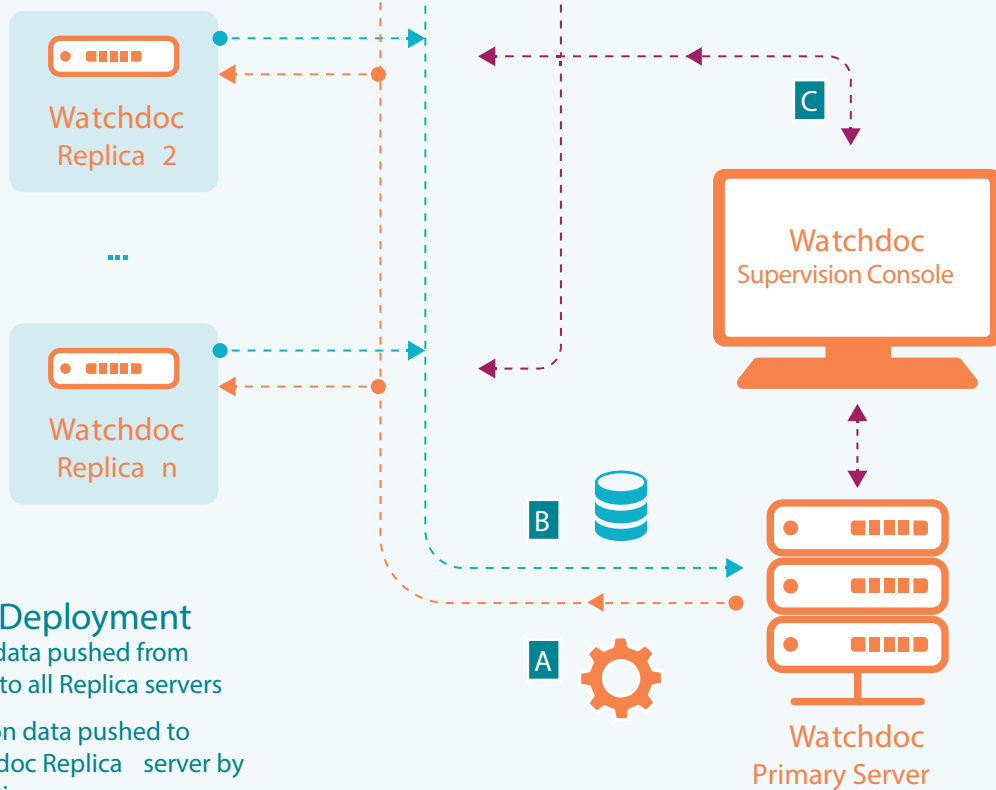 Watchdoc
Replica 2
C
Watchdoc
Supervision Console
...
Watchdoc
Replica n
B
Deployment
data pushed from
to all Replica servers
A
on data pushed to
doc Replica server by
Watchdoc
Primary Server